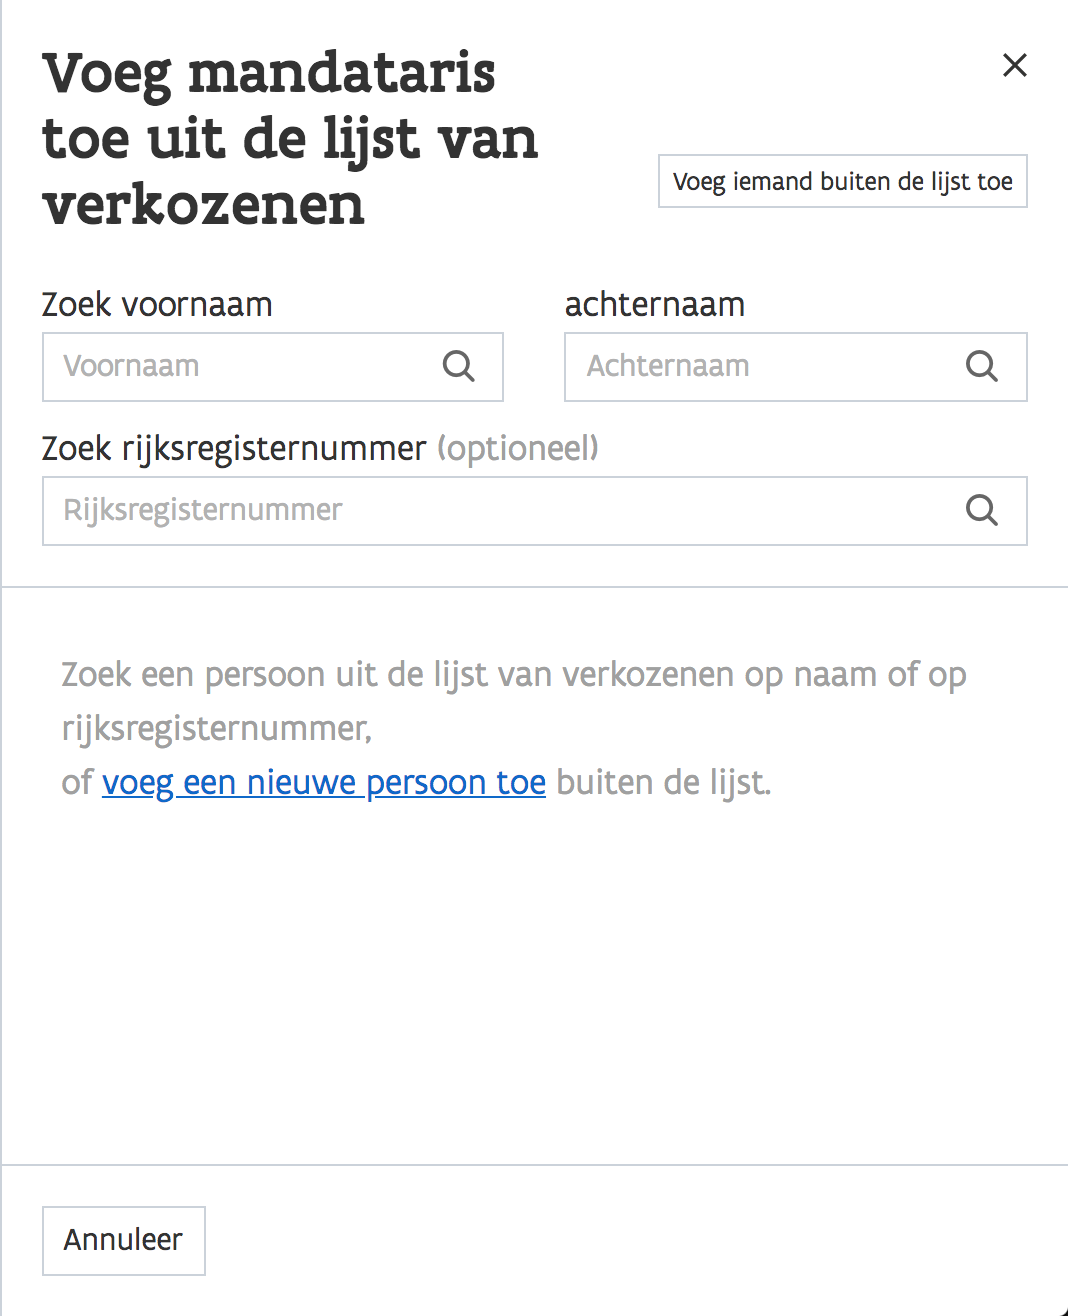 Voeg mandataris
toe uit de lijst van
verkozenen
Voeg iemand buiten de lijst toe
Zoek voornaam
achternaam
Voornaam
Achternaam
Zoek rijksregisternummer (optioneel)
Rijksregisternummer
Zoek een persoon uit de lijst van verkozenen op naam of op
rijksregisternummer,
of voeg een nieuwe persoon toe buiten de lijst.
Annuleer